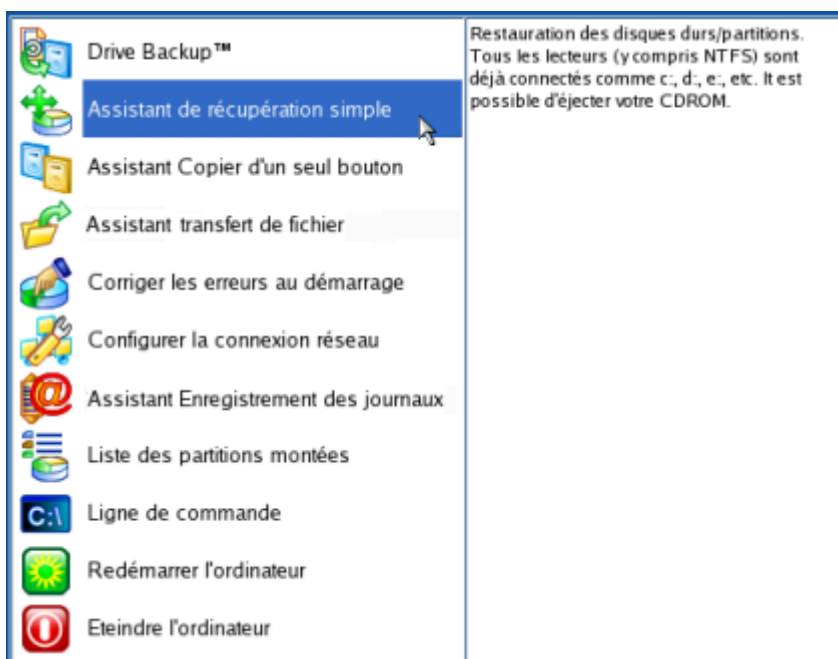 Drive Backup™
Assistant de récupération simple
Assistant Copier d'un seul bouton
Assistant transfert de fichier
Corriger les erreurs au démarrage
Configurer la connexion réseau
Assistant Enregistrement des journaux
Liste des partitions montées
C:\
Ligne de commande
Redémarrer l'ordinateur
Eteindre l'ordinateur
Restauration des disques durs/partitions.
Tous les lecteurs (y compris NTFS) sont
déjà connectés comme c:, d:, e:, etc. It est
possible d'éjecter votre CDROM.